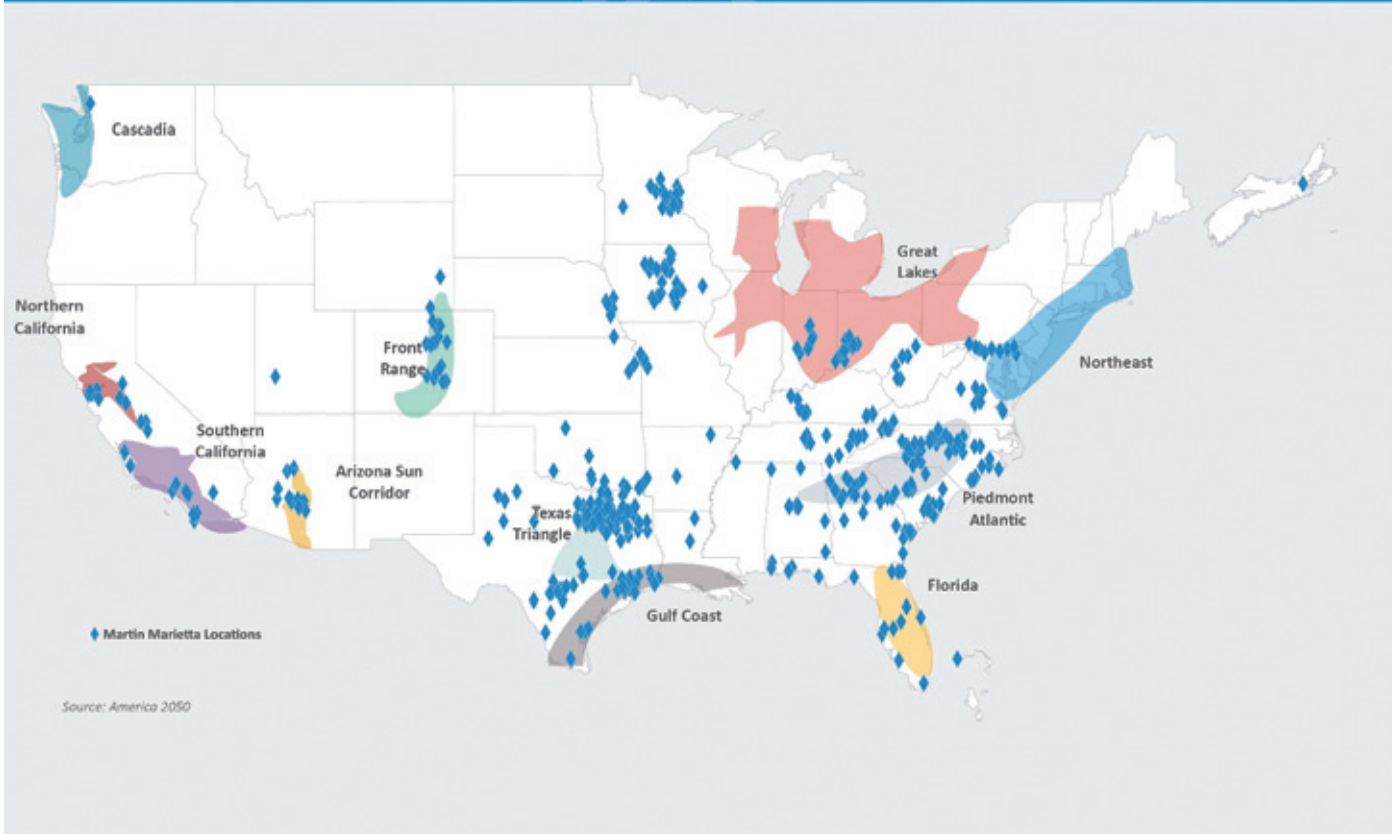 Cascadia
Great
Lakes
Northern
California
Front
Range
Northeast
Southern
California
Arizona Sun
Corridor
Texas
Triangle
Piedmont
Atlantic
Florida
Gulf Coast
Martin Marietta Locations
Source: America 2050